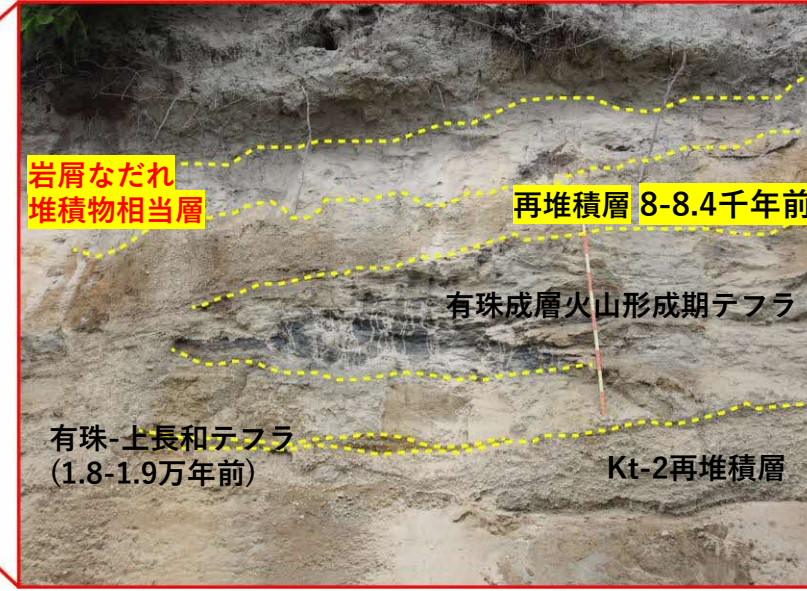 岩屑なだれ
堆積物相当層
再堆積層 8-8.4千年前
有珠成層火山形成期テフラ
有珠-上長和テフラ
(1.8-1.9万年前)
Kt-2再堆積層